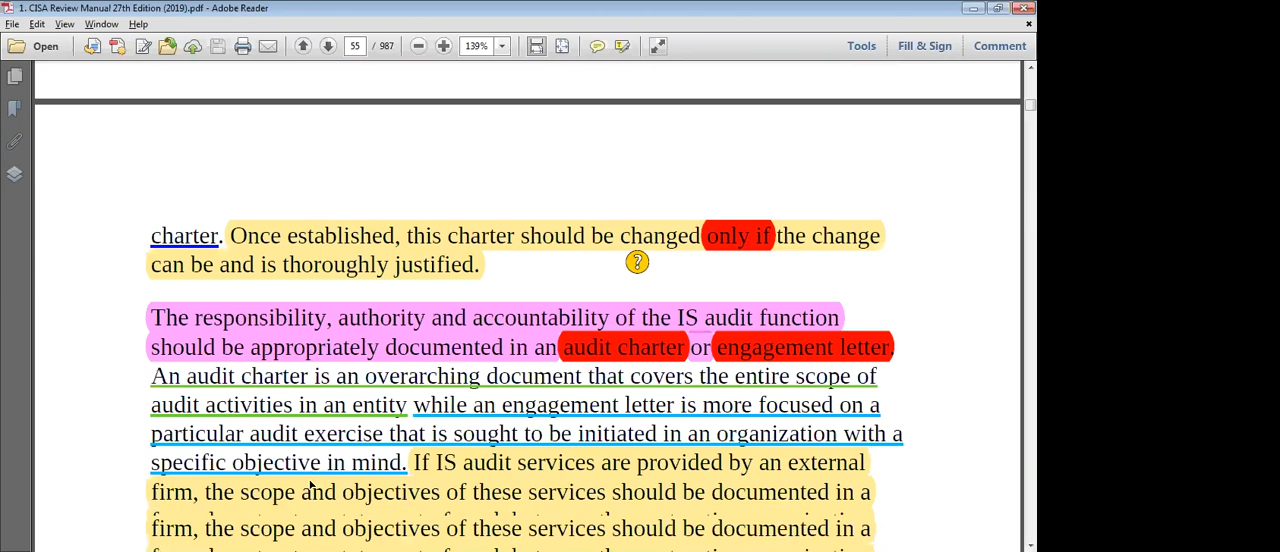 1. CISA Review Manual 27th Edition (2019).pdf - Adobe Reader
File Edit View Window Help
Open 55 / 987 139% Tools Fill & Sign Comment
charter. Once established, this charter should be changed only if the change
can be and is thoroughly justified.
The responsibility, authority and accountability of the IS audit function
should be appropriately documented in an audit charter or engagement letter.
An audit charter is an overarching document that covers the entire scope of
audit activities in an entity while an engagement letter is more focused on a
particular audit exercise that is sought to be initiated in an organization with a
specific objective in mind. If IS audit services are provided by an external
firm, the scope and objectives of these services should be documented in a
firm, the scope and objectives of these services should be documented in a